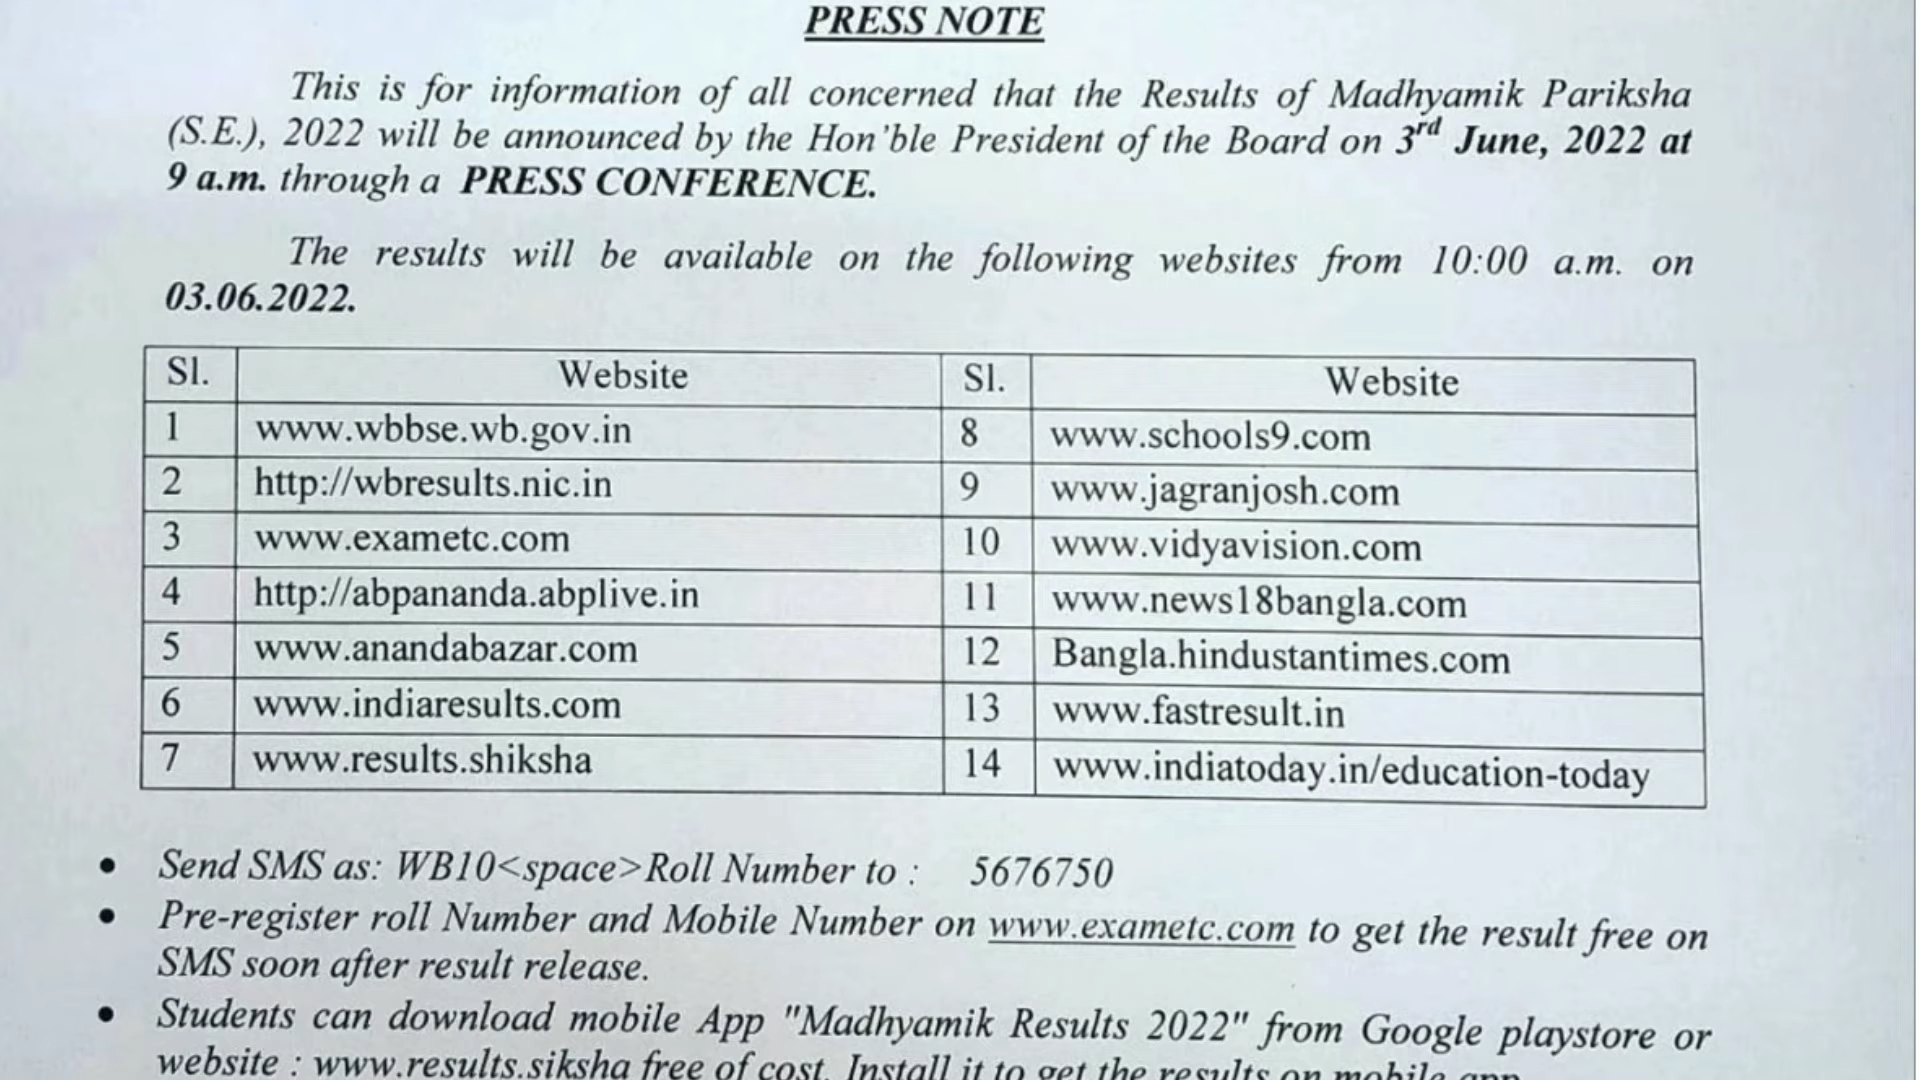 PRESS NOTE
This is for information of all concerned that the Results of Madhyamik Pariksha
(S.E.), 2022 will be announced by the Hon'ble President of the Board on 3rd June, 2022 at
9 a.m. through a PRESS CONFERENCE.
The results will be available on the following websites from 10:00 a.m. on
03.06.2022.
Sl. Website Sl. Website
1 www.wbbse.wb.gov.in 8 www.schools9.com
2 http://wbresults.nic.in 9 www.jagranjosh.com
3 www.exametc.com 10 www.vidyavision.com
4 http://abpananda.abplive.in 11 www.news18bangla.com
5 www.anandabazar.com 12 Bangla.hindustantimes.com
6 www.indiaresults.com 13 www.fastresult.in
7 www.results.shiksha 14 www.indiatoday.in/education-today
• Send SMS as: WB10<space>Roll Number to : 5676750
• Pre-register roll Number and Mobile Number on www.exametc.com to get the result free on
SMS soon after result release.
• Students can download mobile App "Madhyamik Results 2022" from Google playstore or
website : www.results.siksha free of cost. Install it to get the results on mobile app